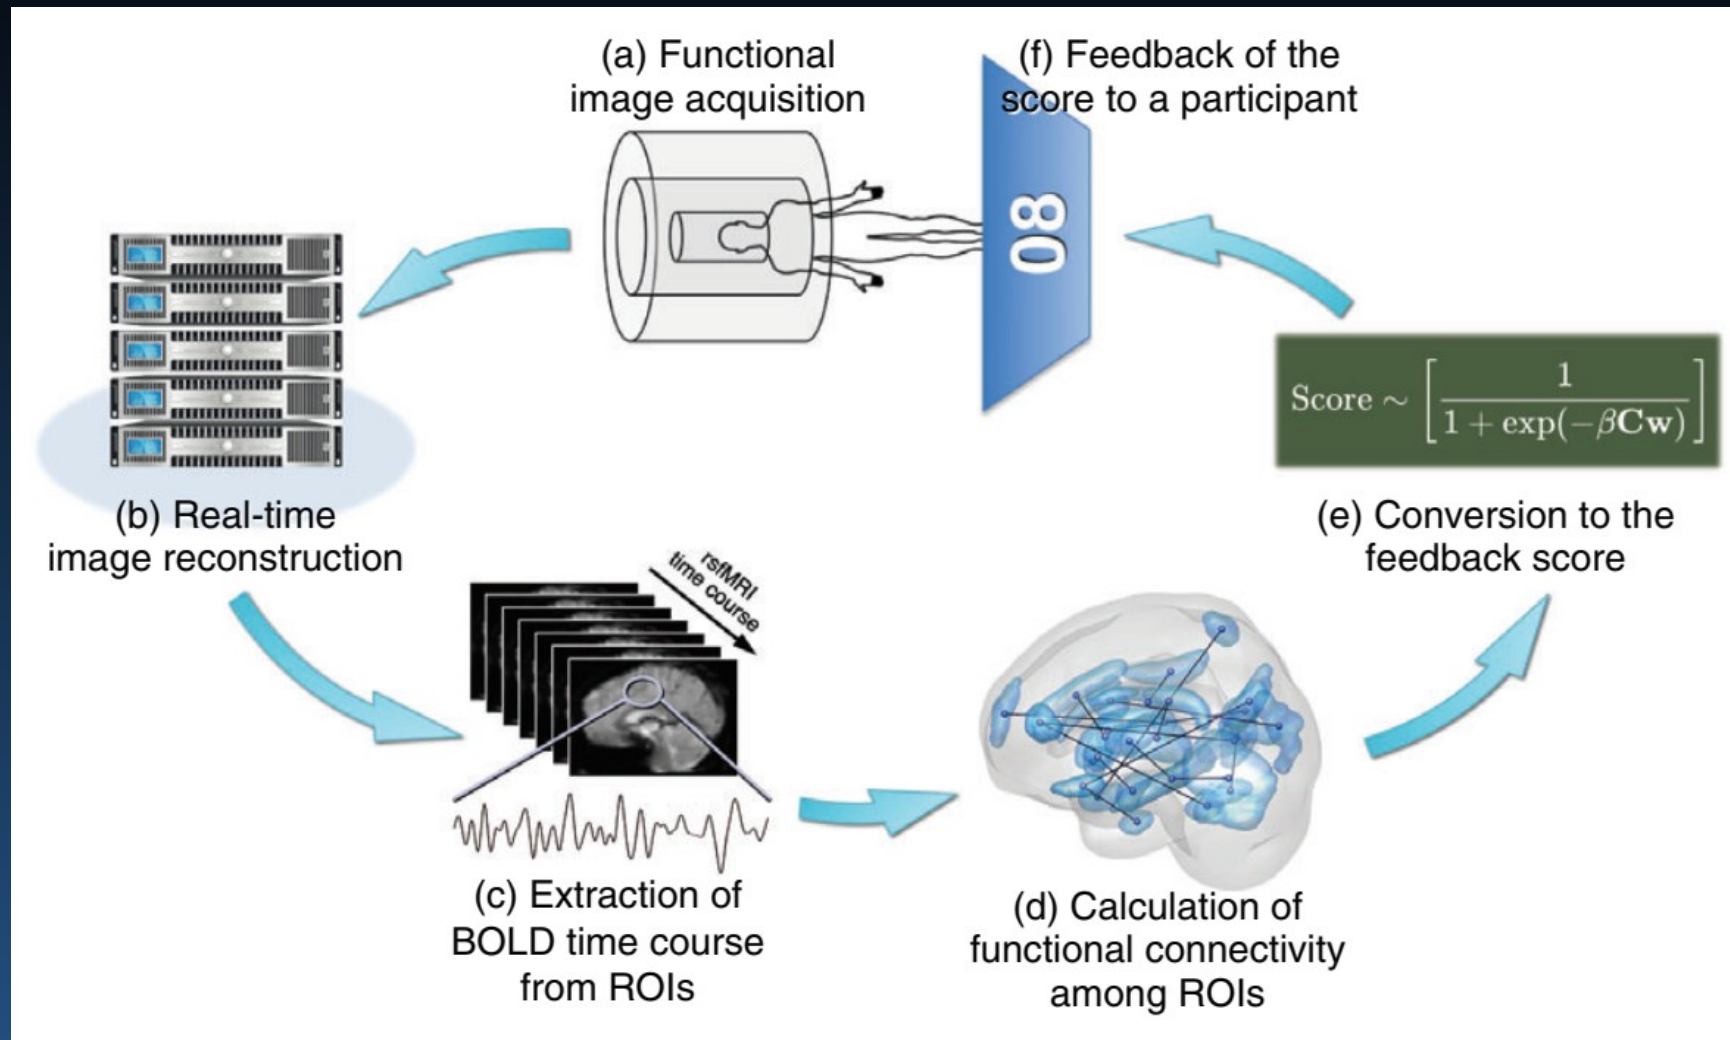 (a) Functional
image acquisition
(f) Feedback of the
score to a participant
80
Score ~ [1 / (1 + exp(−βCw))]
(b) Real-time
image reconstruction
rsfMRI
time course
(e) Conversion to the
feedback score
(c) Extraction of
BOLD time course
from ROIs
(d) Calculation of
functional connectivity
among ROIs